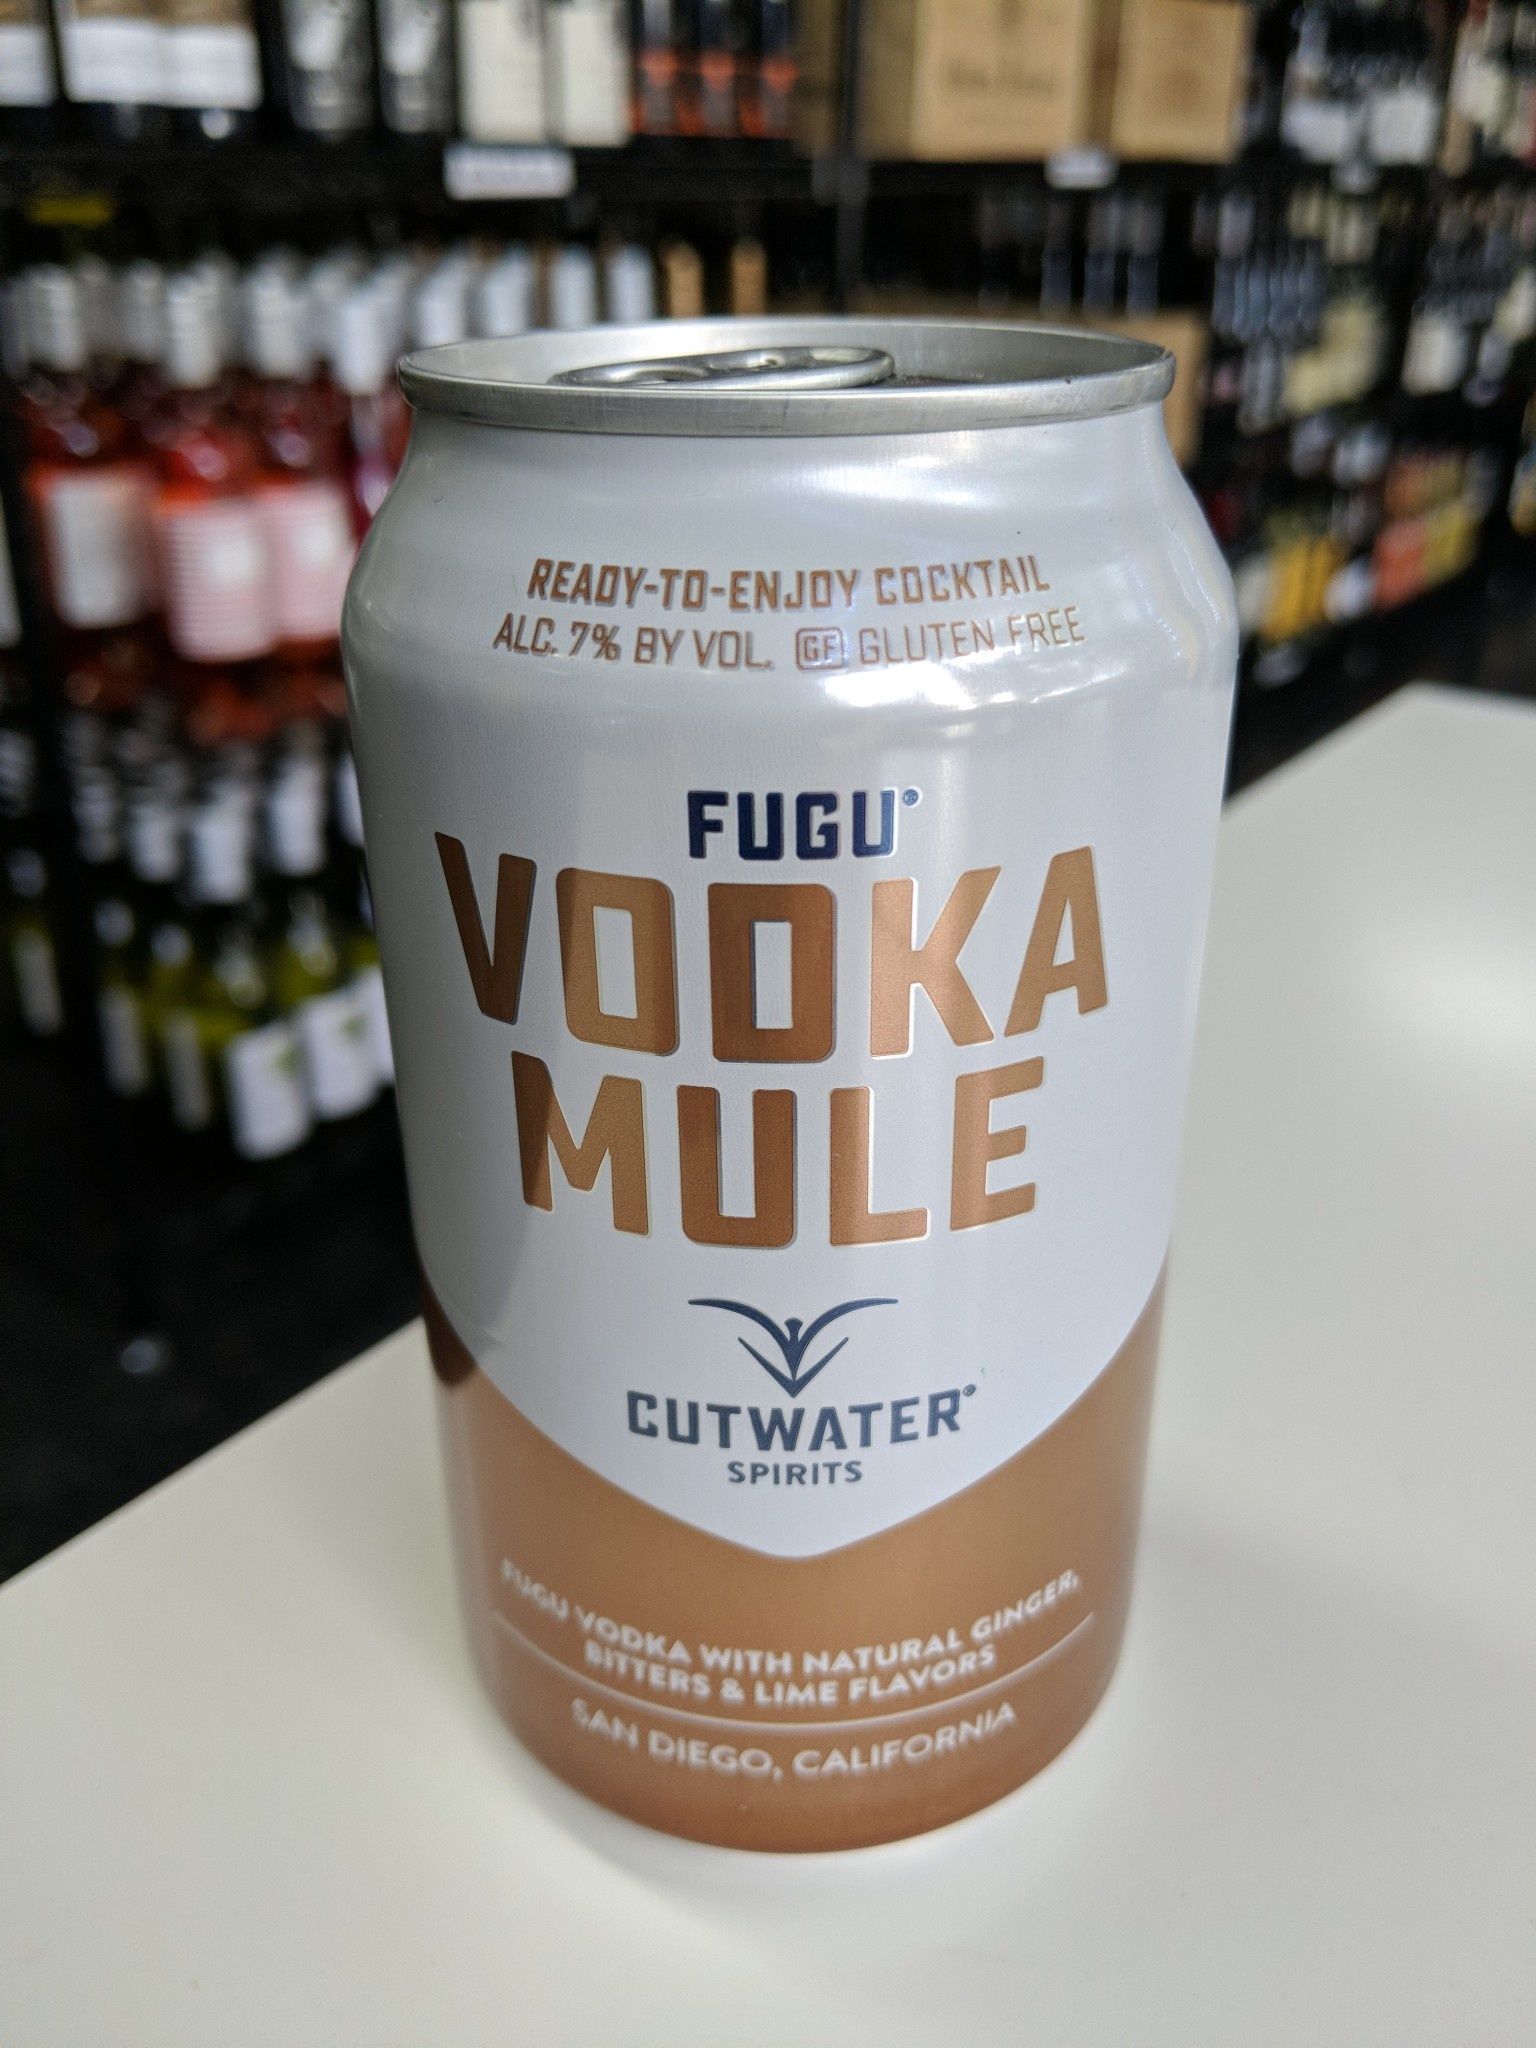 READY-TO-ENJOY COCKTAIL
ALC. 7% BY VOL. GF GLUTEN FREE
FUGU®
VODKA
MULE
CUTWATER®
SPIRITS
FUGU VODKA WITH NATURAL GINGER,
BITTERS & LIME FLAVORS
SAN DIEGO, CALIFORNIA